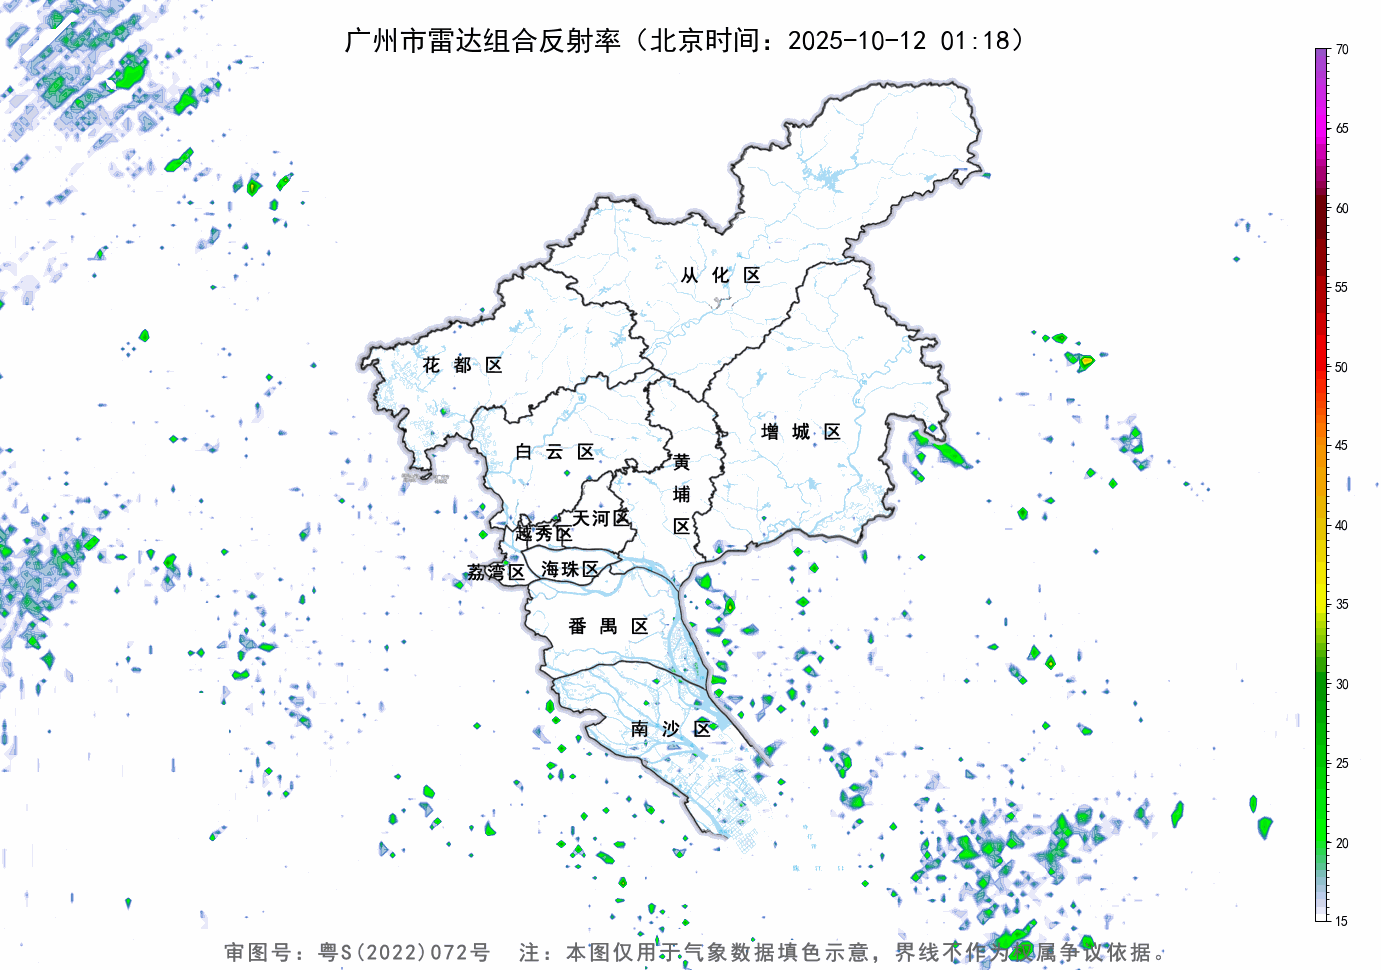 广州市雷达组合反射率（北京时间：2025-10-12 01:18）
70
65
60
55
50
45
40
35
30
25
20
15
从化区
花都区
增城区
白云区
黄埔区
天河区
越秀区
荔湾区
海珠区
番禺区
南沙区
审图号：粤S(2022)072号 注：本图仅用于气象数据填色示意，界线不作为权属争议依据。